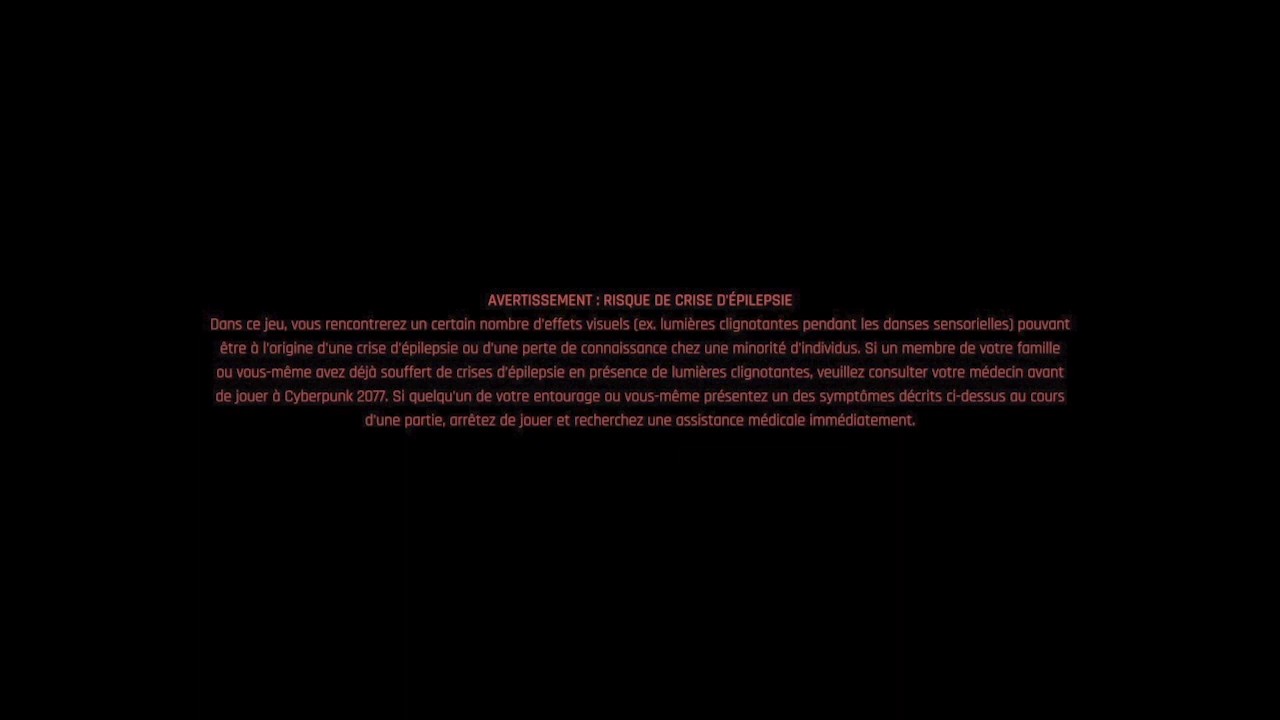 AVERTISSEMENT : RISQUE DE CRISE D'ÉPILEPSIE
Dans ce jeu, vous rencontrerez un certain nombre d'effets visuels (ex. lumières clignotantes pendant les danses sensorielles) pouvant
être à l'origine d'une crise d'épilepsie ou d'une perte de connaissance chez une minorité d'individus. Si un membre de votre famille
ou vous-même avez déjà souffert de crises d'épilepsie en présence de lumières clignotantes, veuillez consulter votre médecin avant
de jouer à Cyberpunk 2077. Si quelqu'un de votre entourage ou vous-même présentez un des symptômes décrits ci-dessus au cours
d'une partie, arrêtez de jouer et recherchez une assistance médicale immédiatement.